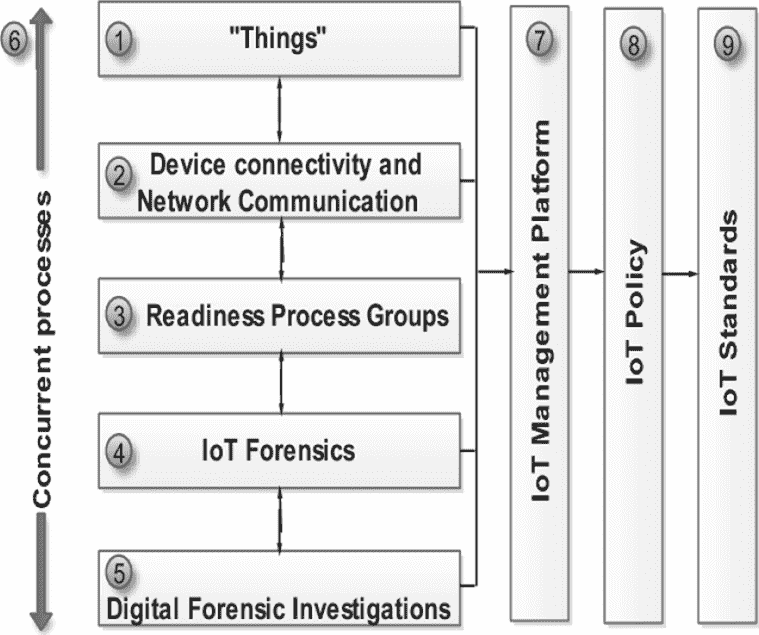 6
Concurrent processes
1
"Things"
2
Device connectivity and
Network Communication
3
Readiness Process Groups
4
IoT Forensics
5
Digital Forensic Investigations
7
IoT Management Platform
8
IoT Policy
9
IoT Standards